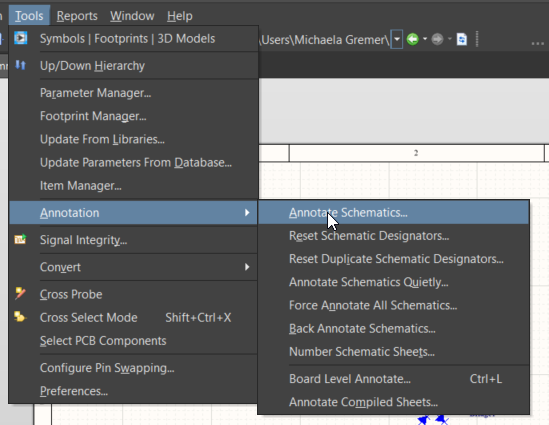 Tools Reports Window Help
Symbols | Footprints | 3D Models
\Users\Michaela Gremer\
Up/Down Hierarchy
Parameter Manager...
Footprint Manager...
Update From Libraries...
Update Parameters From Database...
2
Item Manager...
Annotation
Signal Integrity...
Convert
Cross Probe
Cross Select Mode Shift+Ctrl+X
Select PCB Components
Configure Pin Swapping...
Preferences...
Annotate Schematics...
Reset Schematic Designators...
Reset Duplicate Schematic Designators...
Annotate Schematics Quietly...
Force Annotate All Schematics...
Back Annotate Schematics...
Number Schematic Sheets...
Board Level Annotate... Ctrl+L
Annotate Compiled Sheets...